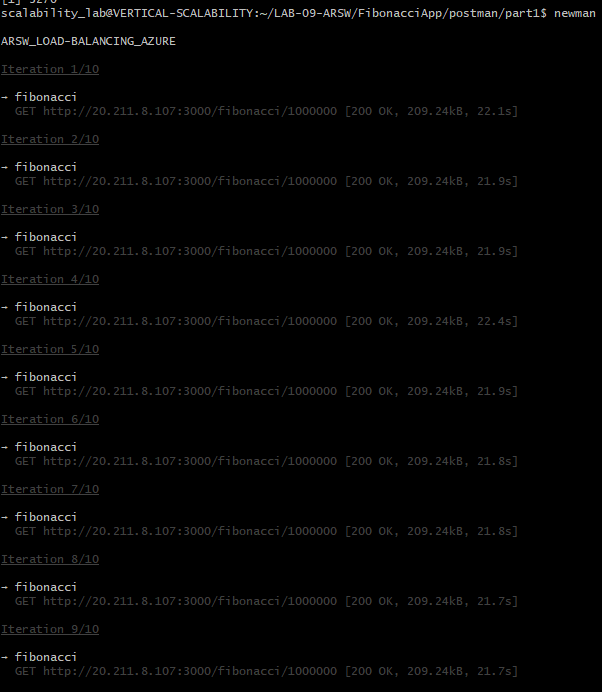 [1] 5270
scalability_lab@VERTICAL-SCALABILITY:~/LAB-09-ARSW/FibonacciApp/postman/part1$ newman
ARSW_LOAD-BALANCING_AZURE
Iteration 1/10
→ fibonacci
GET http://20.211.8.107:3000/fibonacci/1000000 [200 OK, 209.24kB, 22.1s]
Iteration 2/10
→ fibonacci
GET http://20.211.8.107:3000/fibonacci/1000000 [200 OK, 209.24kB, 21.9s]
Iteration 3/10
→ fibonacci
GET http://20.211.8.107:3000/fibonacci/1000000 [200 OK, 209.24kB, 21.9s]
Iteration 4/10
→ fibonacci
GET http://20.211.8.107:3000/fibonacci/1000000 [200 OK, 209.24kB, 22.4s]
Iteration 5/10
→ fibonacci
GET http://20.211.8.107:3000/fibonacci/1000000 [200 OK, 209.24kB, 21.9s]
Iteration 6/10
→ fibonacci
GET http://20.211.8.107:3000/fibonacci/1000000 [200 OK, 209.24kB, 21.8s]
Iteration 7/10
→ fibonacci
GET http://20.211.8.107:3000/fibonacci/1000000 [200 OK, 209.24kB, 21.8s]
Iteration 8/10
→ fibonacci
GET http://20.211.8.107:3000/fibonacci/1000000 [200 OK, 209.24kB, 21.7s]
Iteration 9/10
→ fibonacci
GET http://20.211.8.107:3000/fibonacci/1000000 [200 OK, 209.24kB, 21.7s]